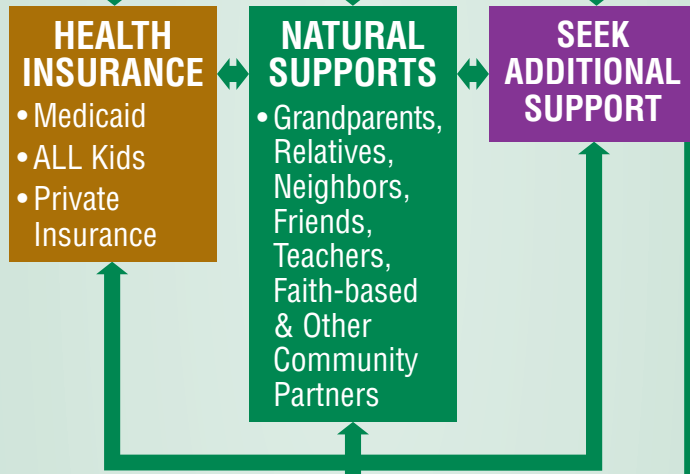 HEALTH
INSURANCE
• Medicaid
• ALL Kids
• Private
Insurance
NATURAL
SUPPORTS
• Grandparents,
Relatives,
Neighbors,
Friends,
Teachers,
Faith-based
& Other
Community
Partners
SEEK
ADDITIONAL
SUPPORT